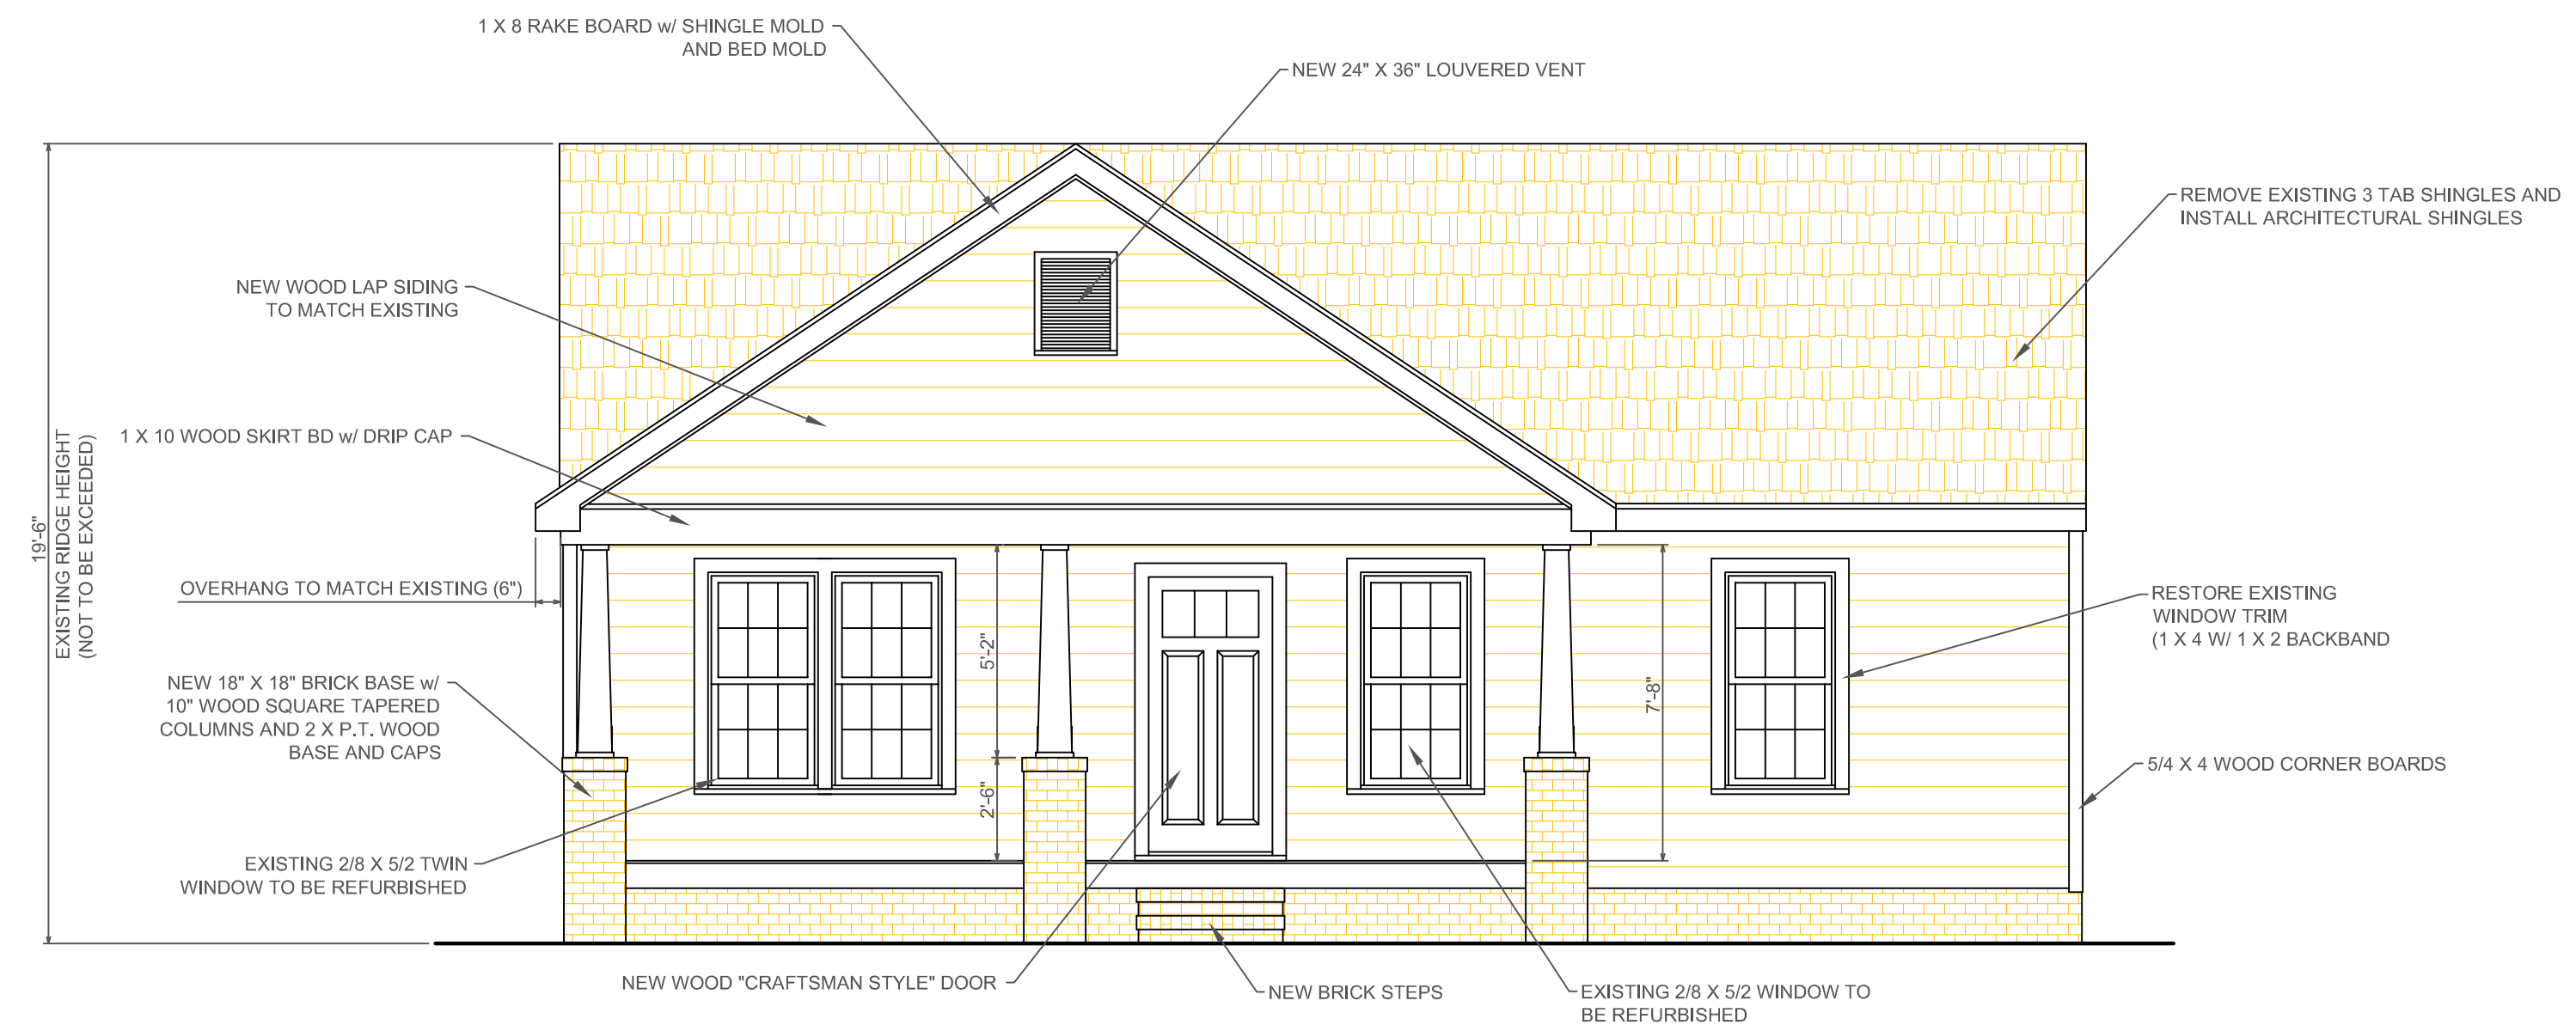 1 X 8 RAKE BOARD w/ SHINGLE MOLD
AND BED MOLD
NEW 24" X 36" LOUVERED VENT
REMOVE EXISTING 3 TAB SHINGLES AND
INSTALL ARCHITECTURAL SHINGLES
NEW WOOD LAP SIDING
TO MATCH EXISTING
1 X 10 WOOD SKIRT BD w/ DRIP CAP
19'-6"
EXISTING RIDGE HEIGHT
(NOT TO BE EXCEEDED)
OVERHANG TO MATCH EXISTING (6")
NEW 18" X 18" BRICK BASE w/
10" WOOD SQUARE TAPERED
COLUMNS AND 2 X P.T. WOOD
BASE AND CAPS
EXISTING 2/8 X 5/2 TWIN
WINDOW TO BE REFURBISHED
5'-2"
2'-6"
7'-8"
RESTORE EXISTING
WINDOW TRIM
(1 X 4 W/ 1 X 2 BACKBAND
5/4 X 4 WOOD CORNER BOARDS
NEW WOOD "CRAFTSMAN STYLE" DOOR
NEW BRICK STEPS
EXISTING 2/8 X 5/2 WINDOW TO
BE REFURBISHED